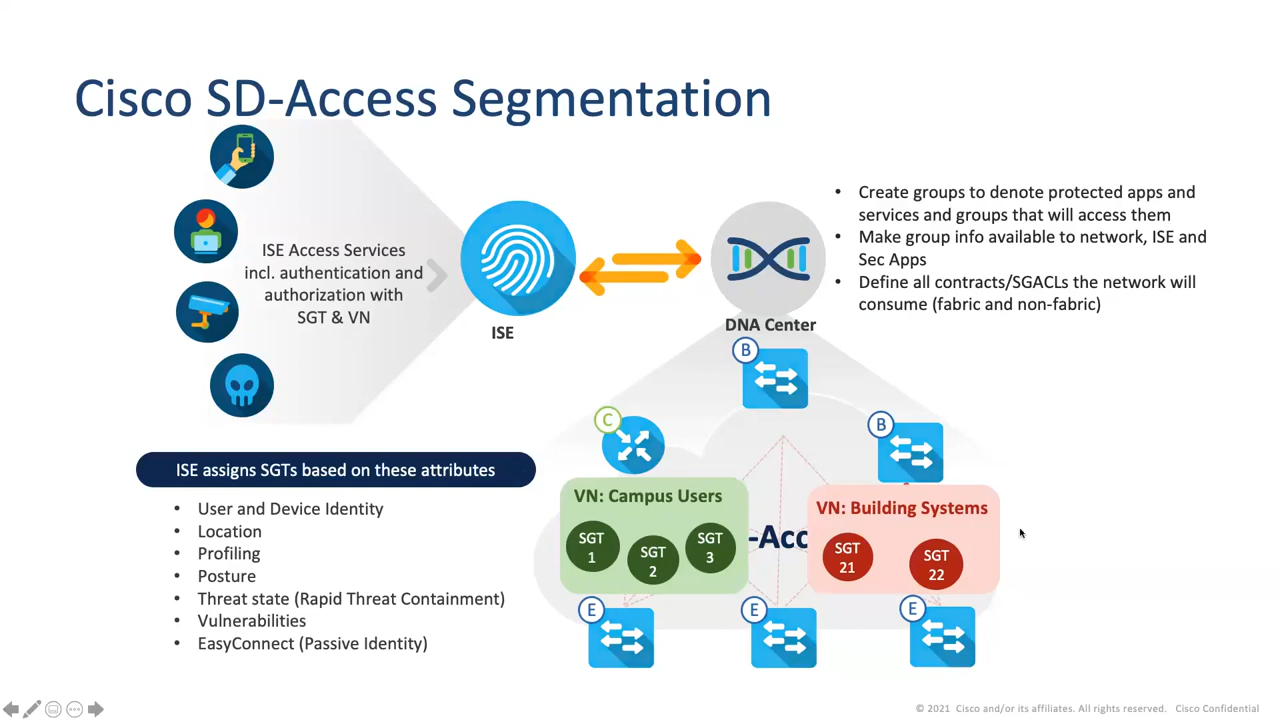 Cisco SD-Access Segmentation
ISE Access Services
incl. authentication and
authorization with
SGT & VN
ISE
DNA Center
• Create groups to denote protected apps and
services and groups that will access them
• Make group info available to network, ISE and
Sec Apps
• Define all contracts/SGACLs the network will
consume (fabric and non-fabric)
B
C
B
ISE assigns SGTs based on these attributes
• User and Device Identity
• Location
• Profiling
• Posture
• Threat state (Rapid Threat Containment)
• Vulnerabilities
• EasyConnect (Passive Identity)
VN: Campus Users
SGT
1
SGT
2
SGT
3
-Acc
VN: Building Systems
SGT
21
SGT
22
E
E
E
© 2021 Cisco and/or its affiliates. All rights reserved. Cisco Confidential